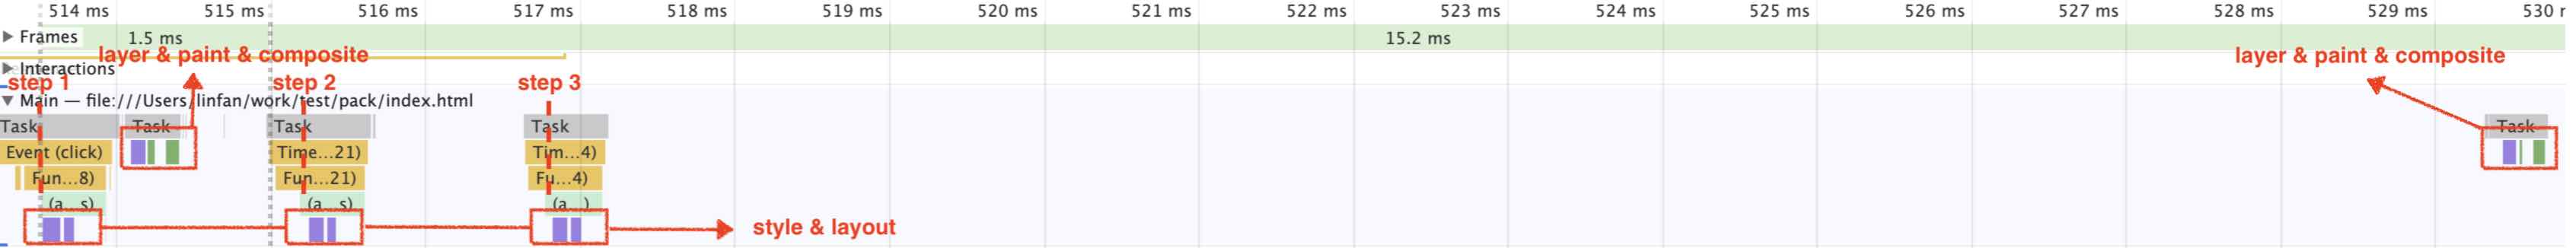 514 ms 515 ms 516 ms 517 ms 518 ms 519 ms 520 ms 521 ms 522 ms 523 ms 524 ms 525 ms 526 ms 527 ms 528 ms 529 ms 530 r
Frames 1.5 ms 15.2 ms
layer & paint & composite layer & paint & composite
Interactions
step 1 step 2 step 3
Main — file:///Users/linfan/work/test/pack/index.html
Task Task Task Task Task
Event (click) Time...21) Tim...4)
Fun...8) Fun...21) Fu...4)
(a...s) (a...s) (a...)
style & layout